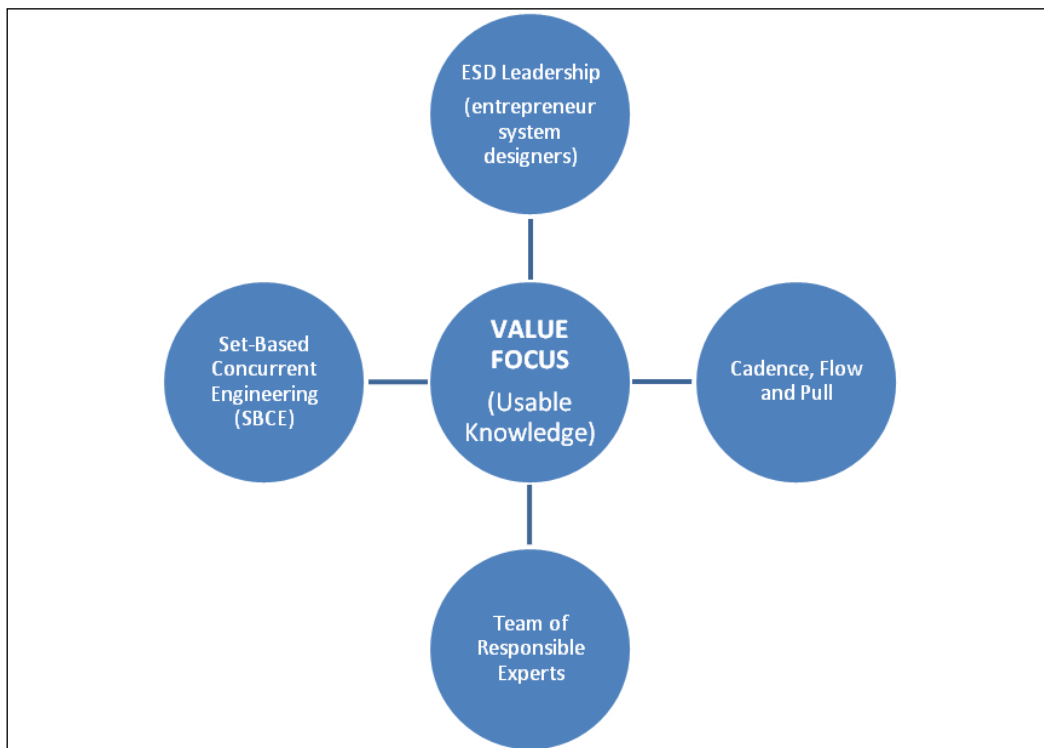 ESD Leadership
(entrepreneur
system
designers)
Set-Based
Concurrent
Engineering
(SBCE)
VALUE
FOCUS
(Usable
Knowledge)
Cadence, Flow
and Pull
Team of
Responsible
Experts